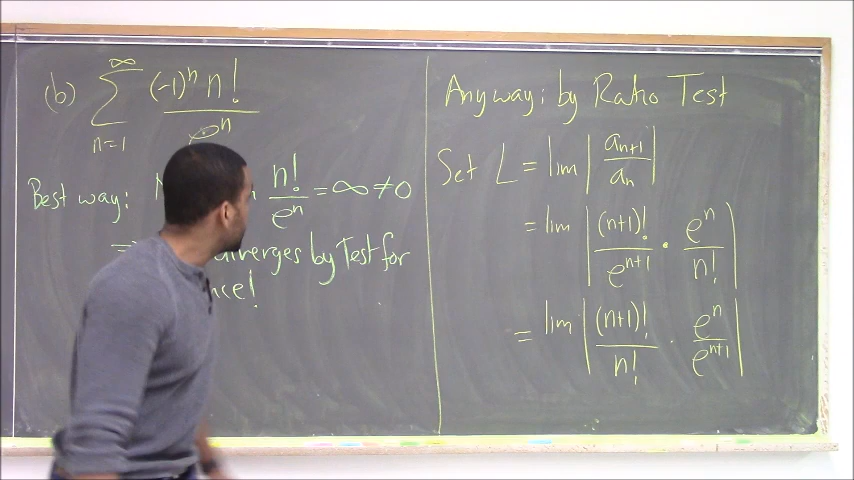 (b) ∑_{n=1}^{∞} (-1)^n n! / e^n
Best way: n! / e^n = ∞ ≠ 0
⇒ diverges by Test for
!
Anyway: by Ratio Test
Set L = lim | a_{n+1} / a_n |
= lim | (n+1)! / e^{n+1} · e^n / n! |
= lim | (n+1)! / n! · e^n / e^{n+1} |